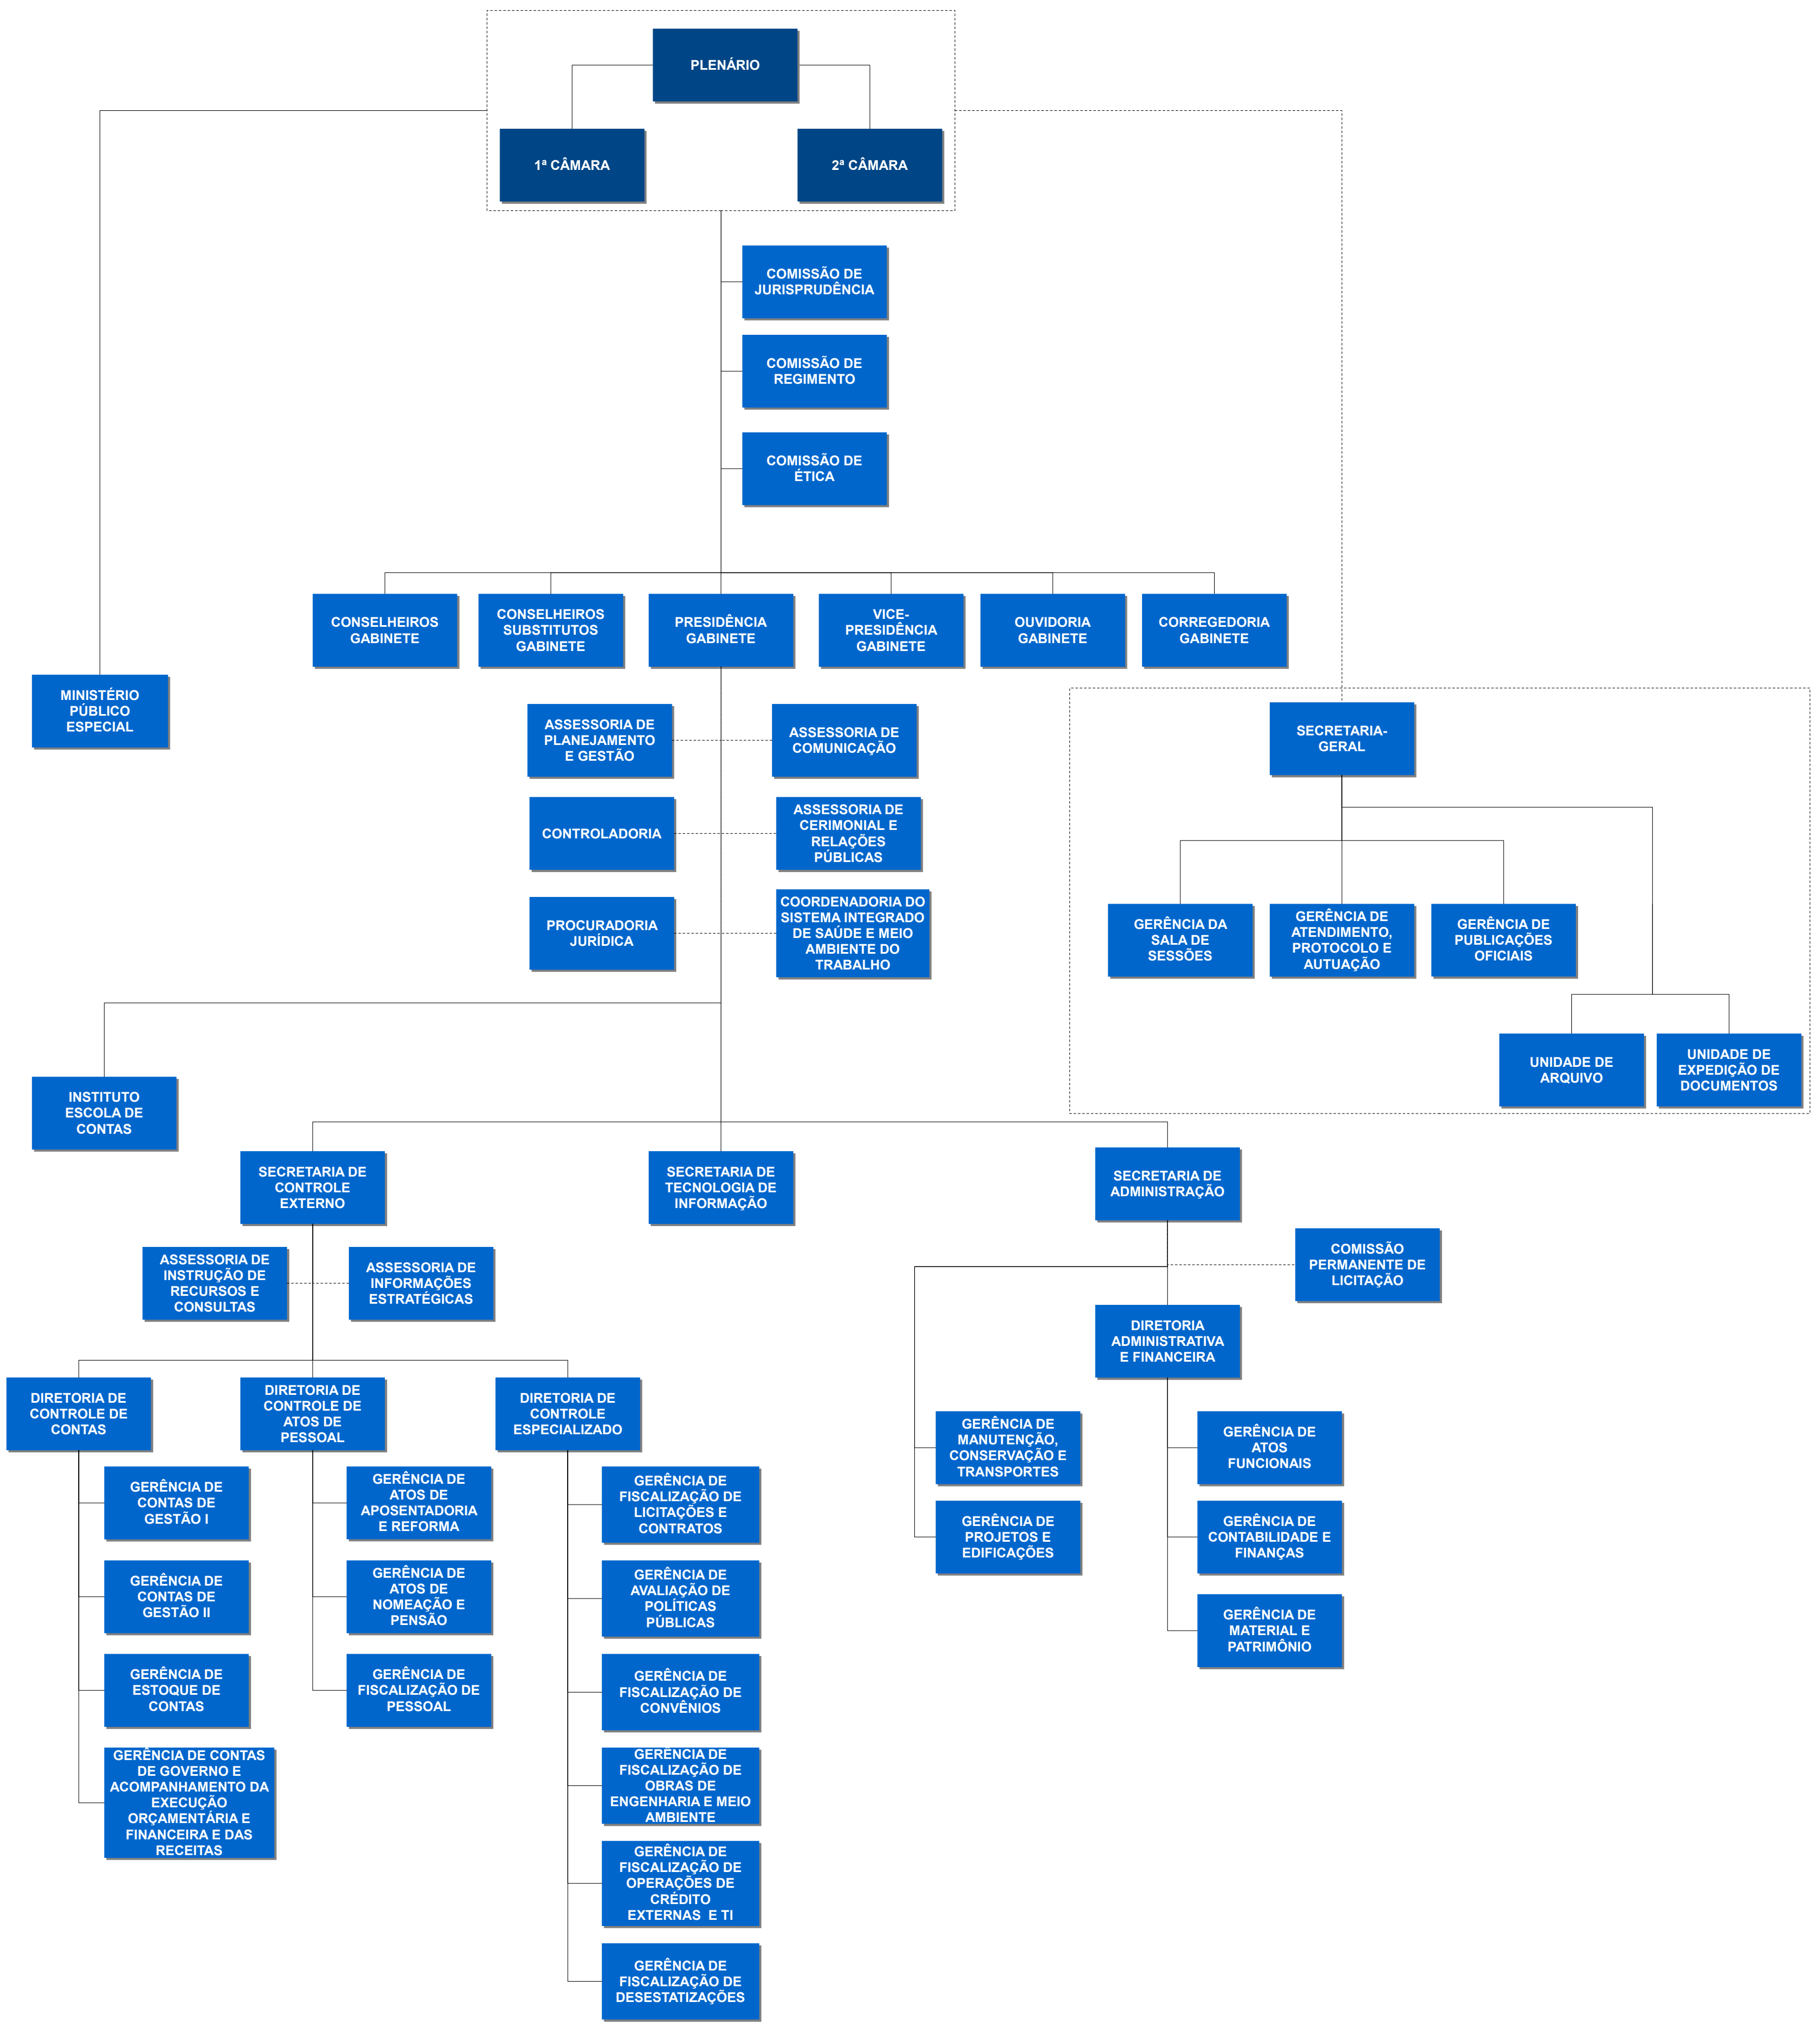 PLENÁRIO
1ª CÂMARA
2ª CÂMARA
COMISSÃO DE
JURISPRUDÊNCIA
COMISSÃO DE
REGIMENTO
COMISSÃO DE
ÉTICA
CONSELHEIROS
GABINETE
CONSELHEIROS
SUBSTITUTOS
GABINETE
PRESIDÊNCIA
GABINETE
VICE-
PRESIDÊNCIA
GABINETE
OUVIDORIA
GABINETE
CORREGEDORIA
GABINETE
MINISTÉRIO
PÚBLICO
ESPECIAL
ASSESSORIA DE
PLANEJAMENTO
E GESTÃO
ASSESSORIA DE
COMUNICAÇÃO
CONTROLADORIA
ASSESSORIA DE
CERIMONIAL E
RELAÇÕES
PÚBLICAS
PROCURADORIA
JURÍDICA
COORDENADORIA DO
SISTEMA INTEGRADO
DE SAÚDE E MEIO
AMBIENTE DO
TRABALHO
SECRETARIA-
GERAL
GERÊNCIA DA
SALA DE
SESSÕES
GERÊNCIA DE
ATENDIMENTO,
PROTOCOLO E
AUTUAÇÃO
GERÊNCIA DE
PUBLICAÇÕES
OFICIAIS
UNIDADE DE
ARQUIVO
UNIDADE DE
EXPEDIÇÃO DE
DOCUMENTOS
INSTITUTO
ESCOLA DE
CONTAS
SECRETARIA DE
CONTROLE
EXTERNO
SECRETARIA DE
TECNOLOGIA DE
INFORMAÇÃO
SECRETARIA DE
ADMINISTRAÇÃO
ASSESSORIA DE
INSTRUÇÃO DE
RECURSOS E
CONSULTAS
ASSESSORIA DE
INFORMAÇÕES
ESTRATÉGICAS
COMISSÃO
PERMANENTE DE
LICITAÇÃO
DIRETORIA
ADMINISTRATIVA
E FINANCEIRA
DIRETORIA DE
CONTROLE DE
CONTAS
DIRETORIA DE
CONTROLE DE
ATOS DE
PESSOAL
DIRETORIA DE
CONTROLE
ESPECIALIZADO
GERÊNCIA DE
CONTAS DE
GESTÃO I
GERÊNCIA DE
CONTAS DE
GESTÃO II
GERÊNCIA DE
ESTOQUE DE
CONTAS
GERÊNCIA DE CONTAS
DE GOVERNO E
ACOMPANHAMENTO DA
EXECUÇÃO
ORÇAMENTÁRIA E
FINANCEIRA E DAS
RECEITAS
GERÊNCIA DE
ATOS DE
APOSENTADORIA
E REFORMA
GERÊNCIA DE
ATOS DE
NOMEAÇÃO E
PENSÃO
GERÊNCIA DE
FISCALIZAÇÃO DE
PESSOAL
GERÊNCIA DE
FISCALIZAÇÃO DE
LICITAÇÕES E
CONTRATOS
GERÊNCIA DE
AVALIAÇÃO DE
POLÍTICAS
PÚBLICAS
GERÊNCIA DE
FISCALIZAÇÃO DE
CONVÊNIOS
GERÊNCIA DE
FISCALIZAÇÃO DE
OBRAS DE
ENGENHARIA E MEIO
AMBIENTE
GERÊNCIA DE
FISCALIZAÇÃO DE
OPERAÇÕES DE
CRÉDITO
EXTERNAS E TI
GERÊNCIA DE
FISCALIZAÇÃO DE
DESESTATIZAÇÕES
GERÊNCIA DE
MANUTENÇÃO,
CONSERVAÇÃO E
TRANSPORTES
GERÊNCIA DE
PROJETOS E
EDIFICAÇÕES
GERÊNCIA DE
ATOS
FUNCIONAIS
GERÊNCIA DE
CONTABILIDADE E
FINANÇAS
GERÊNCIA DE
MATERIAL E
PATRIMÔNIO